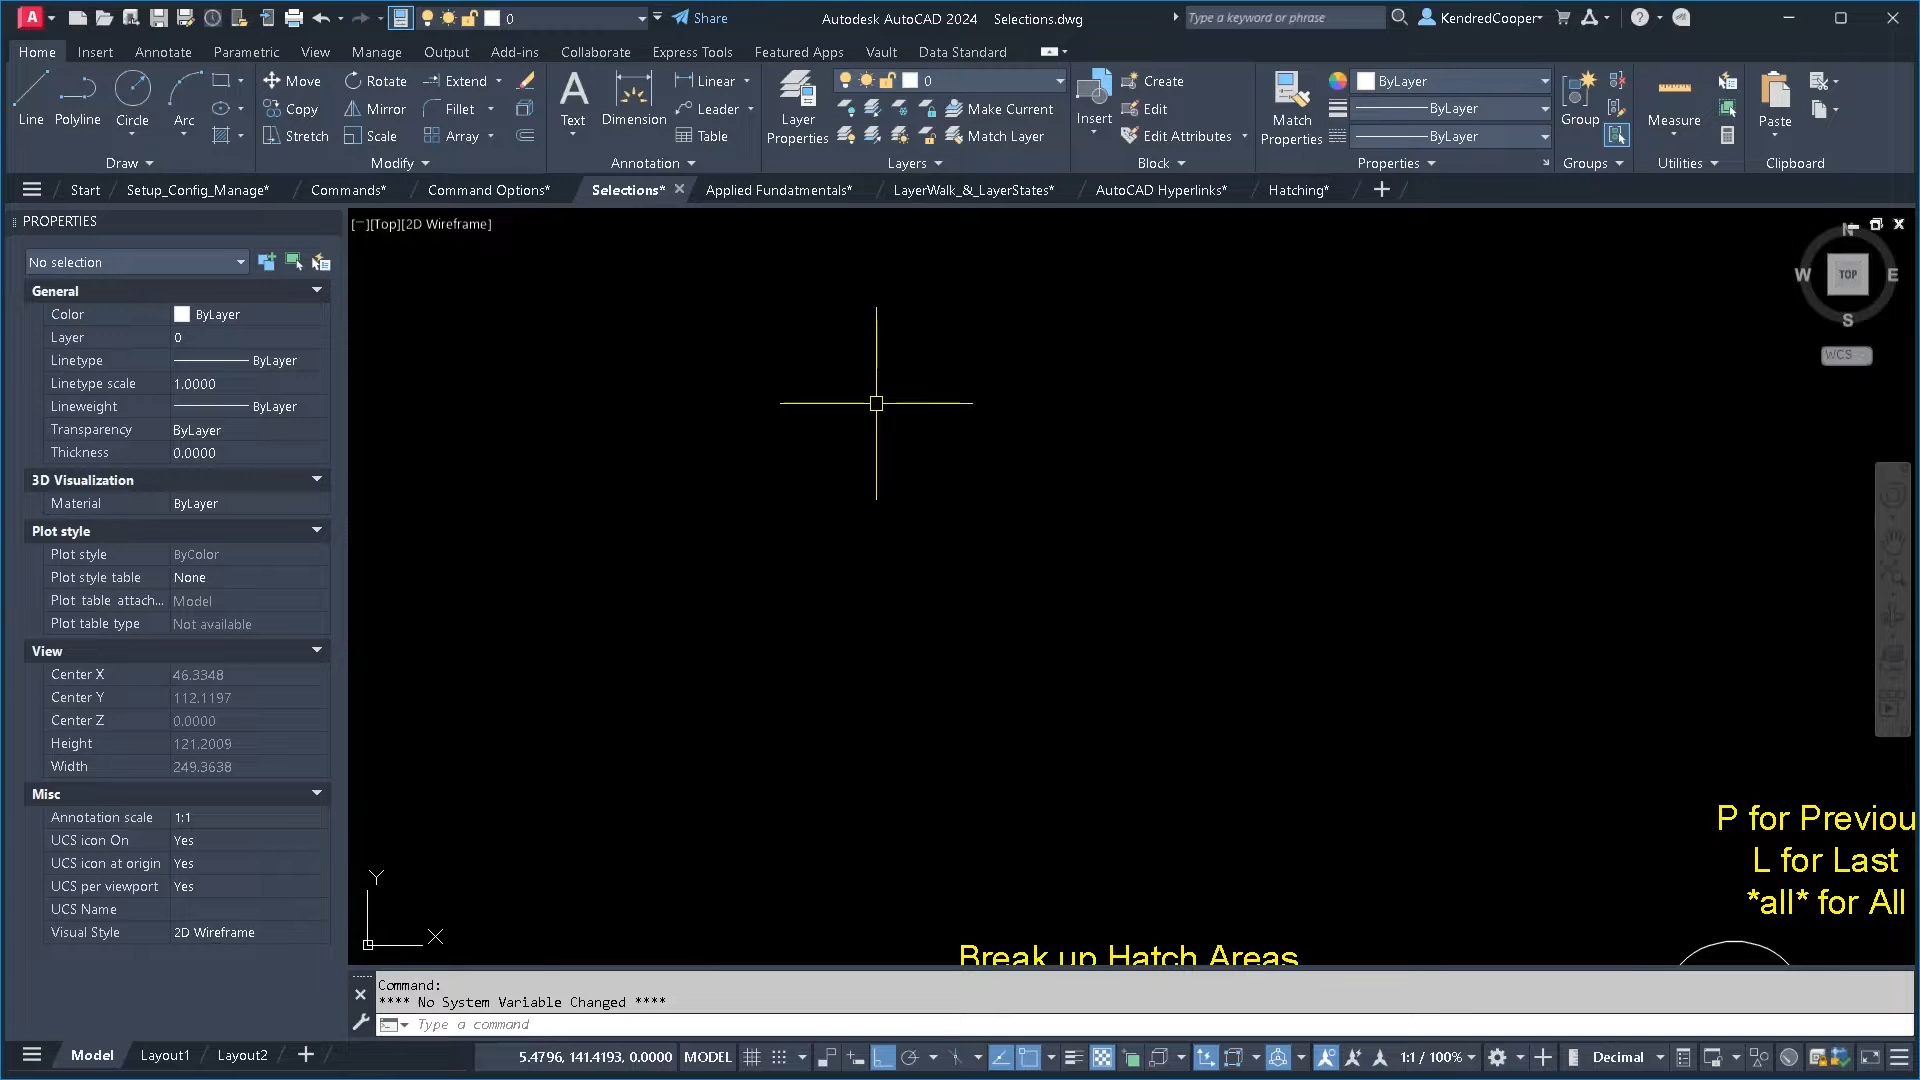 0
Share
Autodesk AutoCAD 2024 Selections.dwg
Type a keyword or phrase
KendredCooper
Home Insert Annotate Parametric View Manage Output Add-ins Collaborate Express Tools Featured Apps Vault Data Standard
Line
Polyline
Circle
Arc
Draw
Move Rotate Extend
Copy Mirror Fillet
Stretch Scale Array
Modify
Text
Dimension
Linear
Leader
Table
Annotation
Layer
Properties
0
Make Current
Match Layer
Layers
Insert
Create
Edit
Edit Attributes
Block
Match
Properties
ByLayer
ByLayer
ByLayer
Properties
Group
Groups
Measure
Utilities
Paste
Clipboard
Start Setup_Config_Manage* Commands* Command Options* Selections* Applied Fundatmentals* LayerWalk_&_LayerStates* AutoCAD Hyperlinks* Hatching*
PROPERTIES
No selection
General
Color ByLayer
Layer 0
Linetype ByLayer
Linetype scale 1.0000
Lineweight ByLayer
Transparency ByLayer
Thickness 0.0000
3D Visualization
Material ByLayer
Plot style
Plot style ByColor
Plot style table None
Plot table attach... Model
Plot table type Not available
View
Center X 46.3348
Center Y 112.1197
Center Z 0.0000
Height 121.2009
Width 249.3638
Misc
Annotation scale 1:1
UCS icon On Yes
UCS icon at origin Yes
UCS per viewport Yes
UCS Name
Visual Style 2D Wireframe
[−][Top][2D Wireframe]
N
W TOP E
S
WCS
P for Previou
L for Last
*all* for All
Break up Hatch Areas
Y
X
Command:
**** No System Variable Changed ****
Type a command
Model Layout1 Layout2
5.4796, 141.4193, 0.0000 MODEL
1:1 / 100%
Decimal